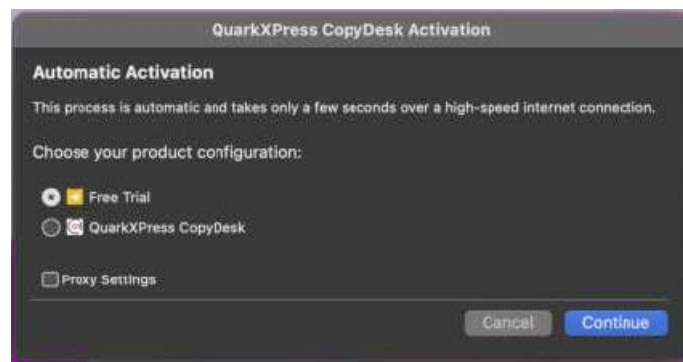 QuarkXPress CopyDesk Activation
Automatic Activation
This process is automatic and takes only a few seconds over a high-speed internet connection.
Choose your product configuration:
Free Trial
QuarkXPress CopyDesk
Proxy Settings
Cancel Continue